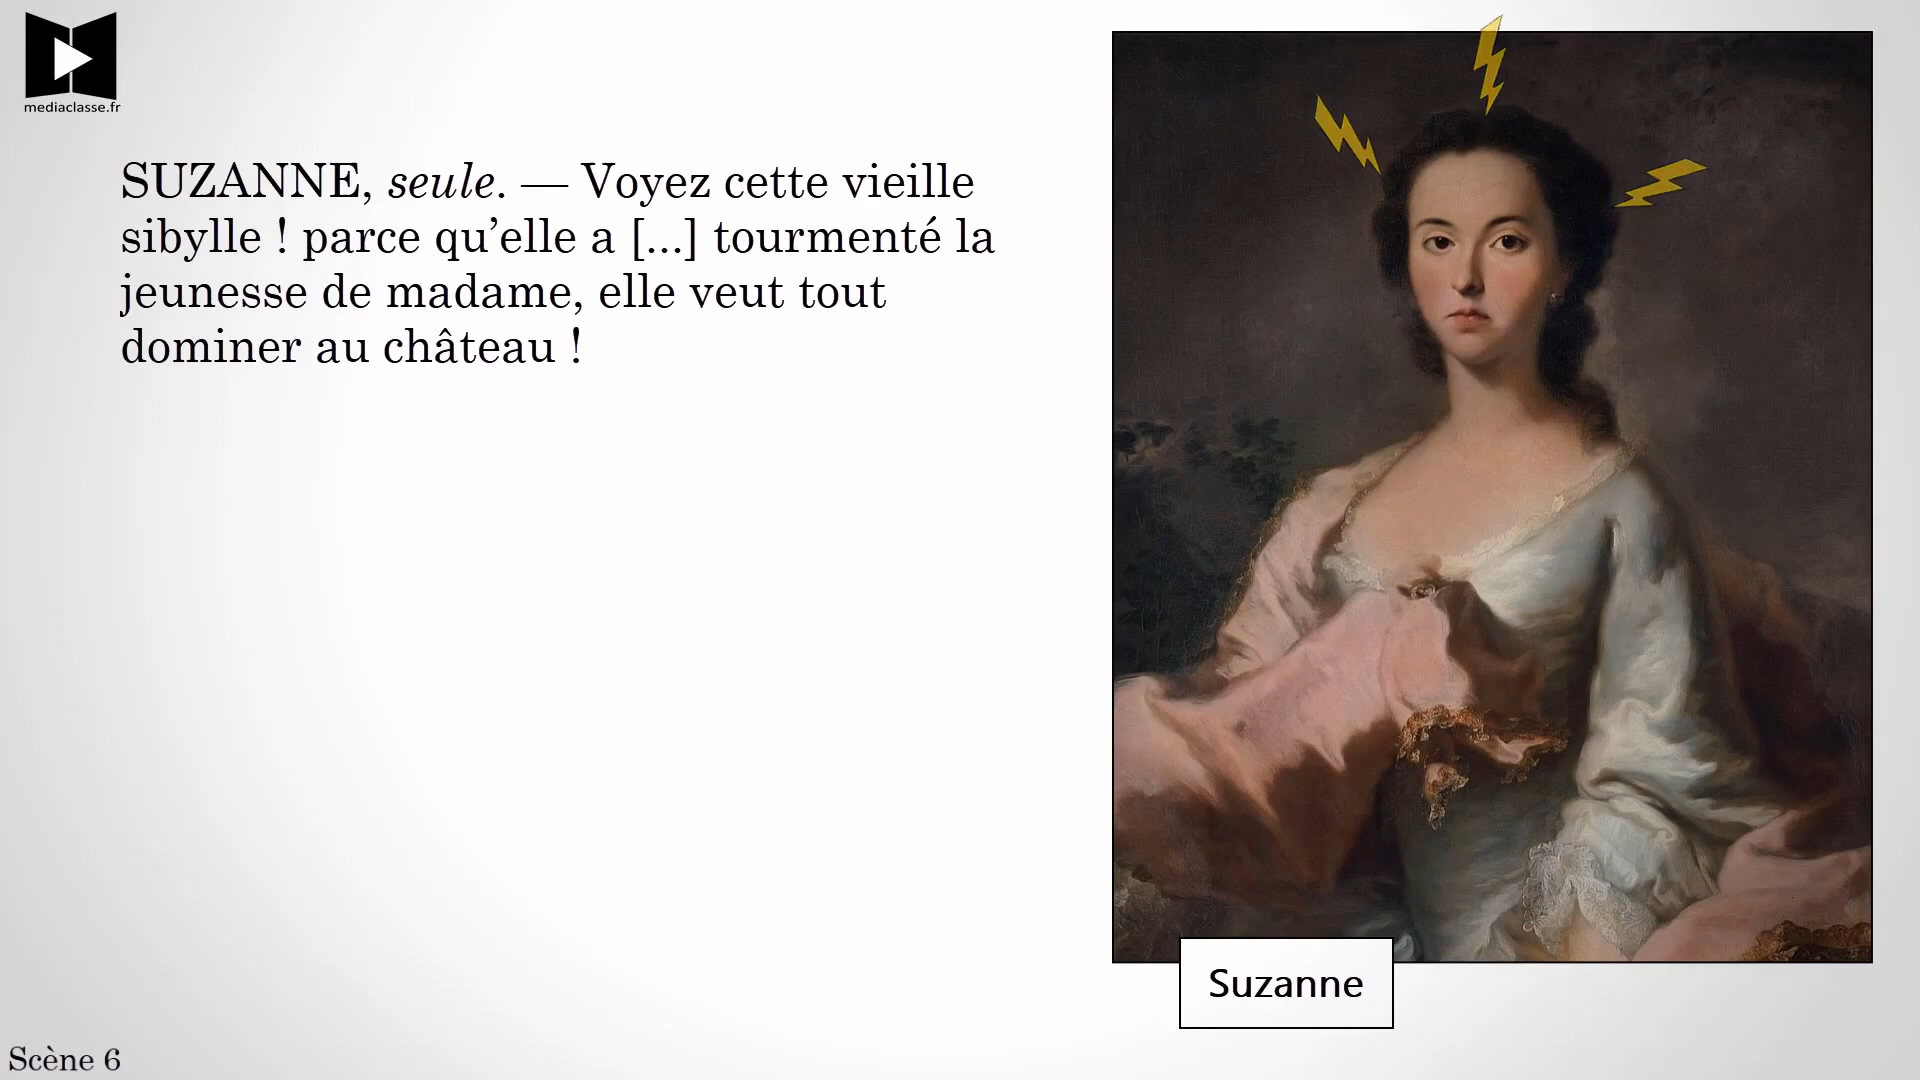 mediaclasse.fr
SUZANNE, seule. — Voyez cette vieille
sibylle ! parce qu’elle a [...] tourmenté la
jeunesse de madame, elle veut tout
dominer au château !
Suzanne
Scène 6